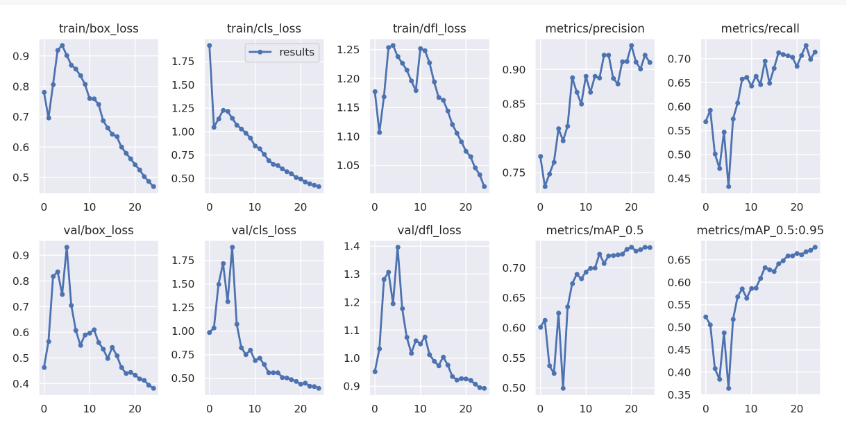 train/box_loss
train/cls_loss
train/dfl_loss
metrics/precision
metrics/recall
0.9
0.8
0.7
0.6
0.5
0 10 20
results
1.75
1.50
1.25
1.00
0.75
0.50
0 10 20
1.25
1.20
1.15
1.10
1.05
0 10 20
0.90
0.85
0.80
0.75
0 10 20
0.70
0.65
0.60
0.55
0.50
0.45
0 10 20
val/box_loss
val/cls_loss
val/dfl_loss
metrics/mAP_0.5
metrics/mAP_0.5:0.95
0.9
0.8
0.7
0.6
0.5
0.4
0 10 20
1.75
1.50
1.25
1.00
0.75
0.50
0 10 20
1.4
1.3
1.2
1.1
1.0
0.9
0 10 20
0.70
0.65
0.60
0.55
0.50
0 10 20
0.65
0.60
0.55
0.50
0.45
0.40
0.35
0 10 20